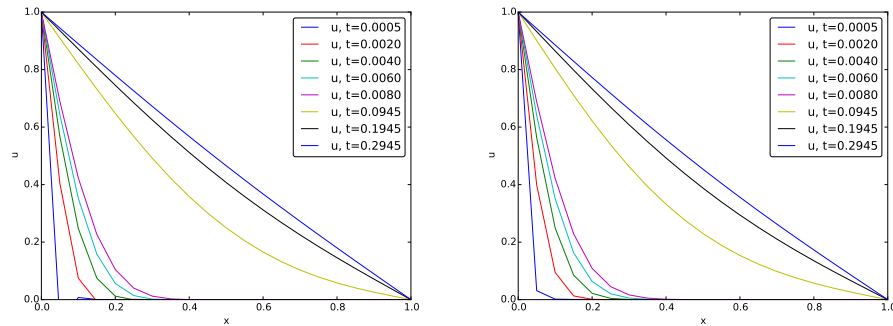 1.0
0.8
0.6
0.4
0.2
0.0
u
0.0 0.2 0.4 0.6 0.8 1.0
x
u, t=0.0005
u, t=0.0020
u, t=0.0040
u, t=0.0060
u, t=0.0080
u, t=0.0945
u, t=0.1945
u, t=0.2945
1.0
0.8
0.6
0.4
0.2
0.0
u
0.0 0.2 0.4 0.6 0.8 1.0
x
u, t=0.0005
u, t=0.0020
u, t=0.0040
u, t=0.0060
u, t=0.0080
u, t=0.0945
u, t=0.1945
u, t=0.2945